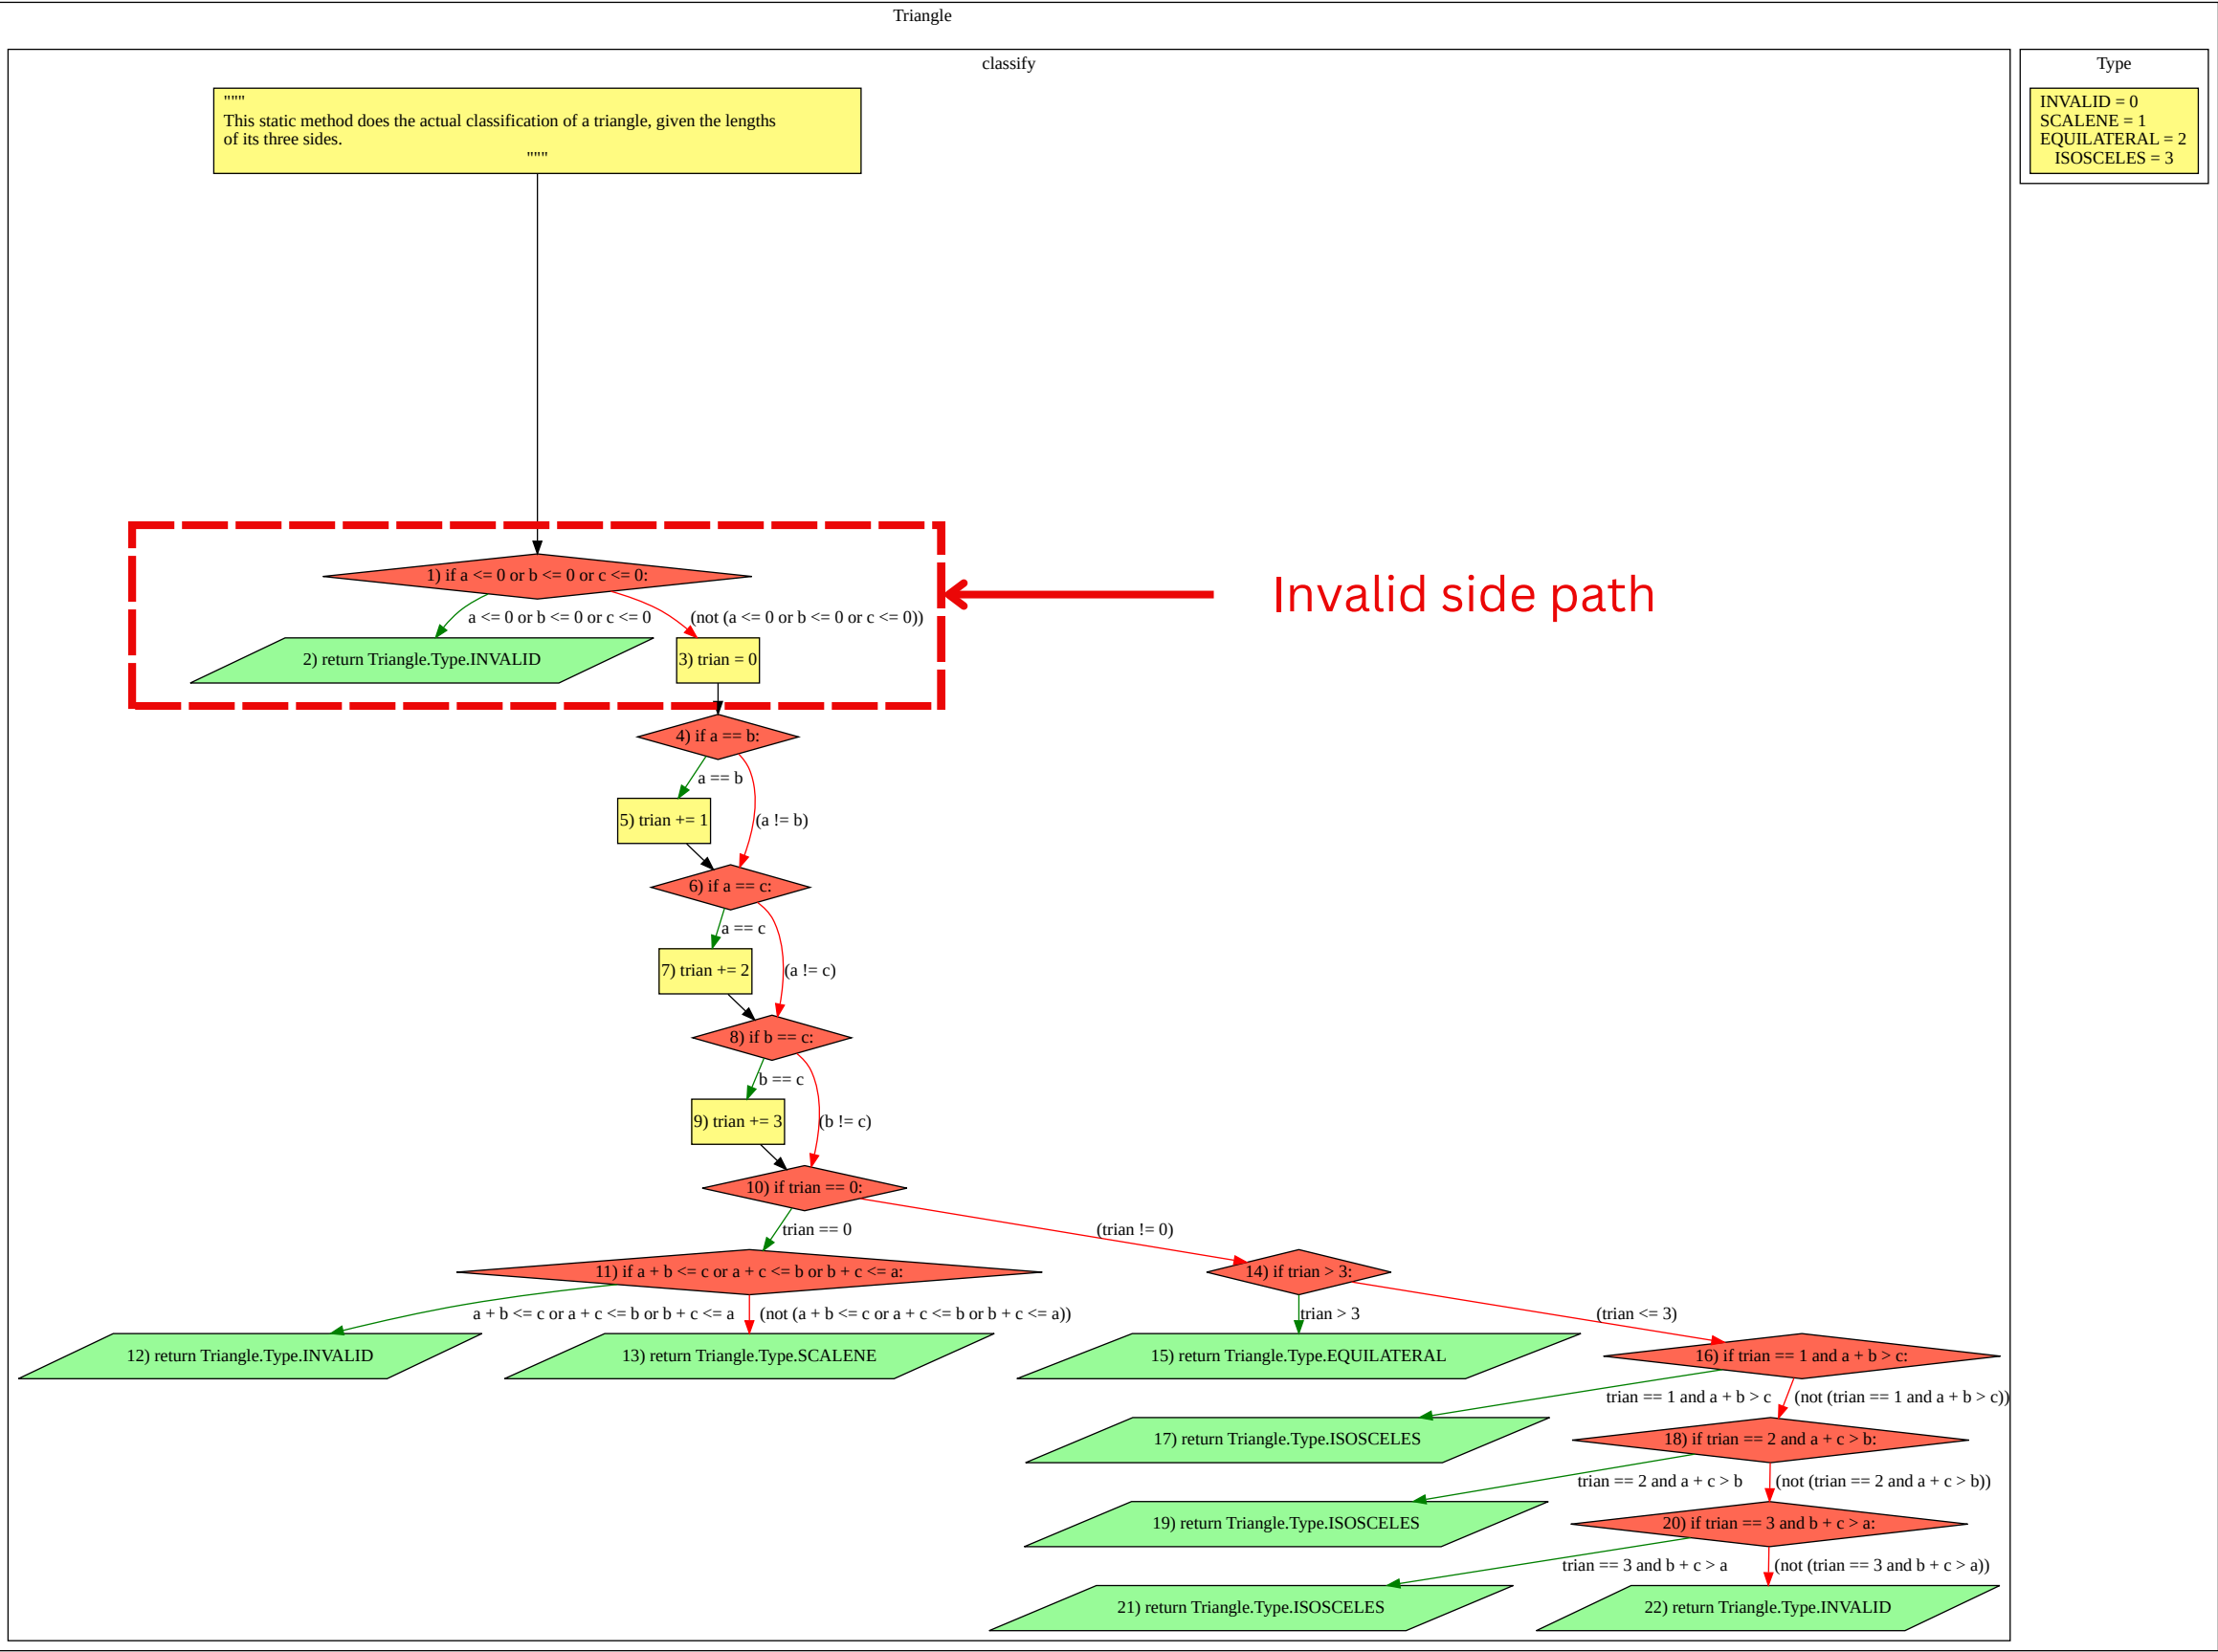 Triangle
classify
Type
"""
This static method does the actual classification of a triangle, given the lengths
of its three sides.
"""
INVALID = 0
SCALENE = 1
EQUILATERAL = 2
ISOSCELES = 3
1) if a <= 0 or b <= 0 or c <= 0:
Invalid side path
a <= 0 or b <= 0 or c <= 0
(not (a <= 0 or b <= 0 or c <= 0))
2) return Triangle.Type.INVALID
3) trian = 0
4) if a == b:
a == b
5) trian += 1
(a != b)
6) if a == c:
a == c
7) trian += 2
(a != c)
8) if b == c:
b == c
9) trian += 3
(b != c)
10) if trian == 0:
trian == 0
(trian != 0)
11) if a + b <= c or a + c <= b or b + c <= a:
14) if trian > 3:
a + b <= c or a + c <= b or b + c <= a
(not (a + b <= c or a + c <= b or b + c <= a))
trian > 3
(trian <= 3)
12) return Triangle.Type.INVALID
13) return Triangle.Type.SCALENE
15) return Triangle.Type.EQUILATERAL
16) if trian == 1 and a + b > c:
trian == 1 and a + b > c
(not (trian == 1 and a + b > c))
17) return Triangle.Type.ISOSCELES
18) if trian == 2 and a + c > b:
trian == 2 and a + c > b
(not (trian == 2 and a + c > b))
19) return Triangle.Type.ISOSCELES
20) if trian == 3 and b + c > a:
trian == 3 and b + c > a
(not (trian == 3 and b + c > a))
21) return Triangle.Type.ISOSCELES
22) return Triangle.Type.INVALID